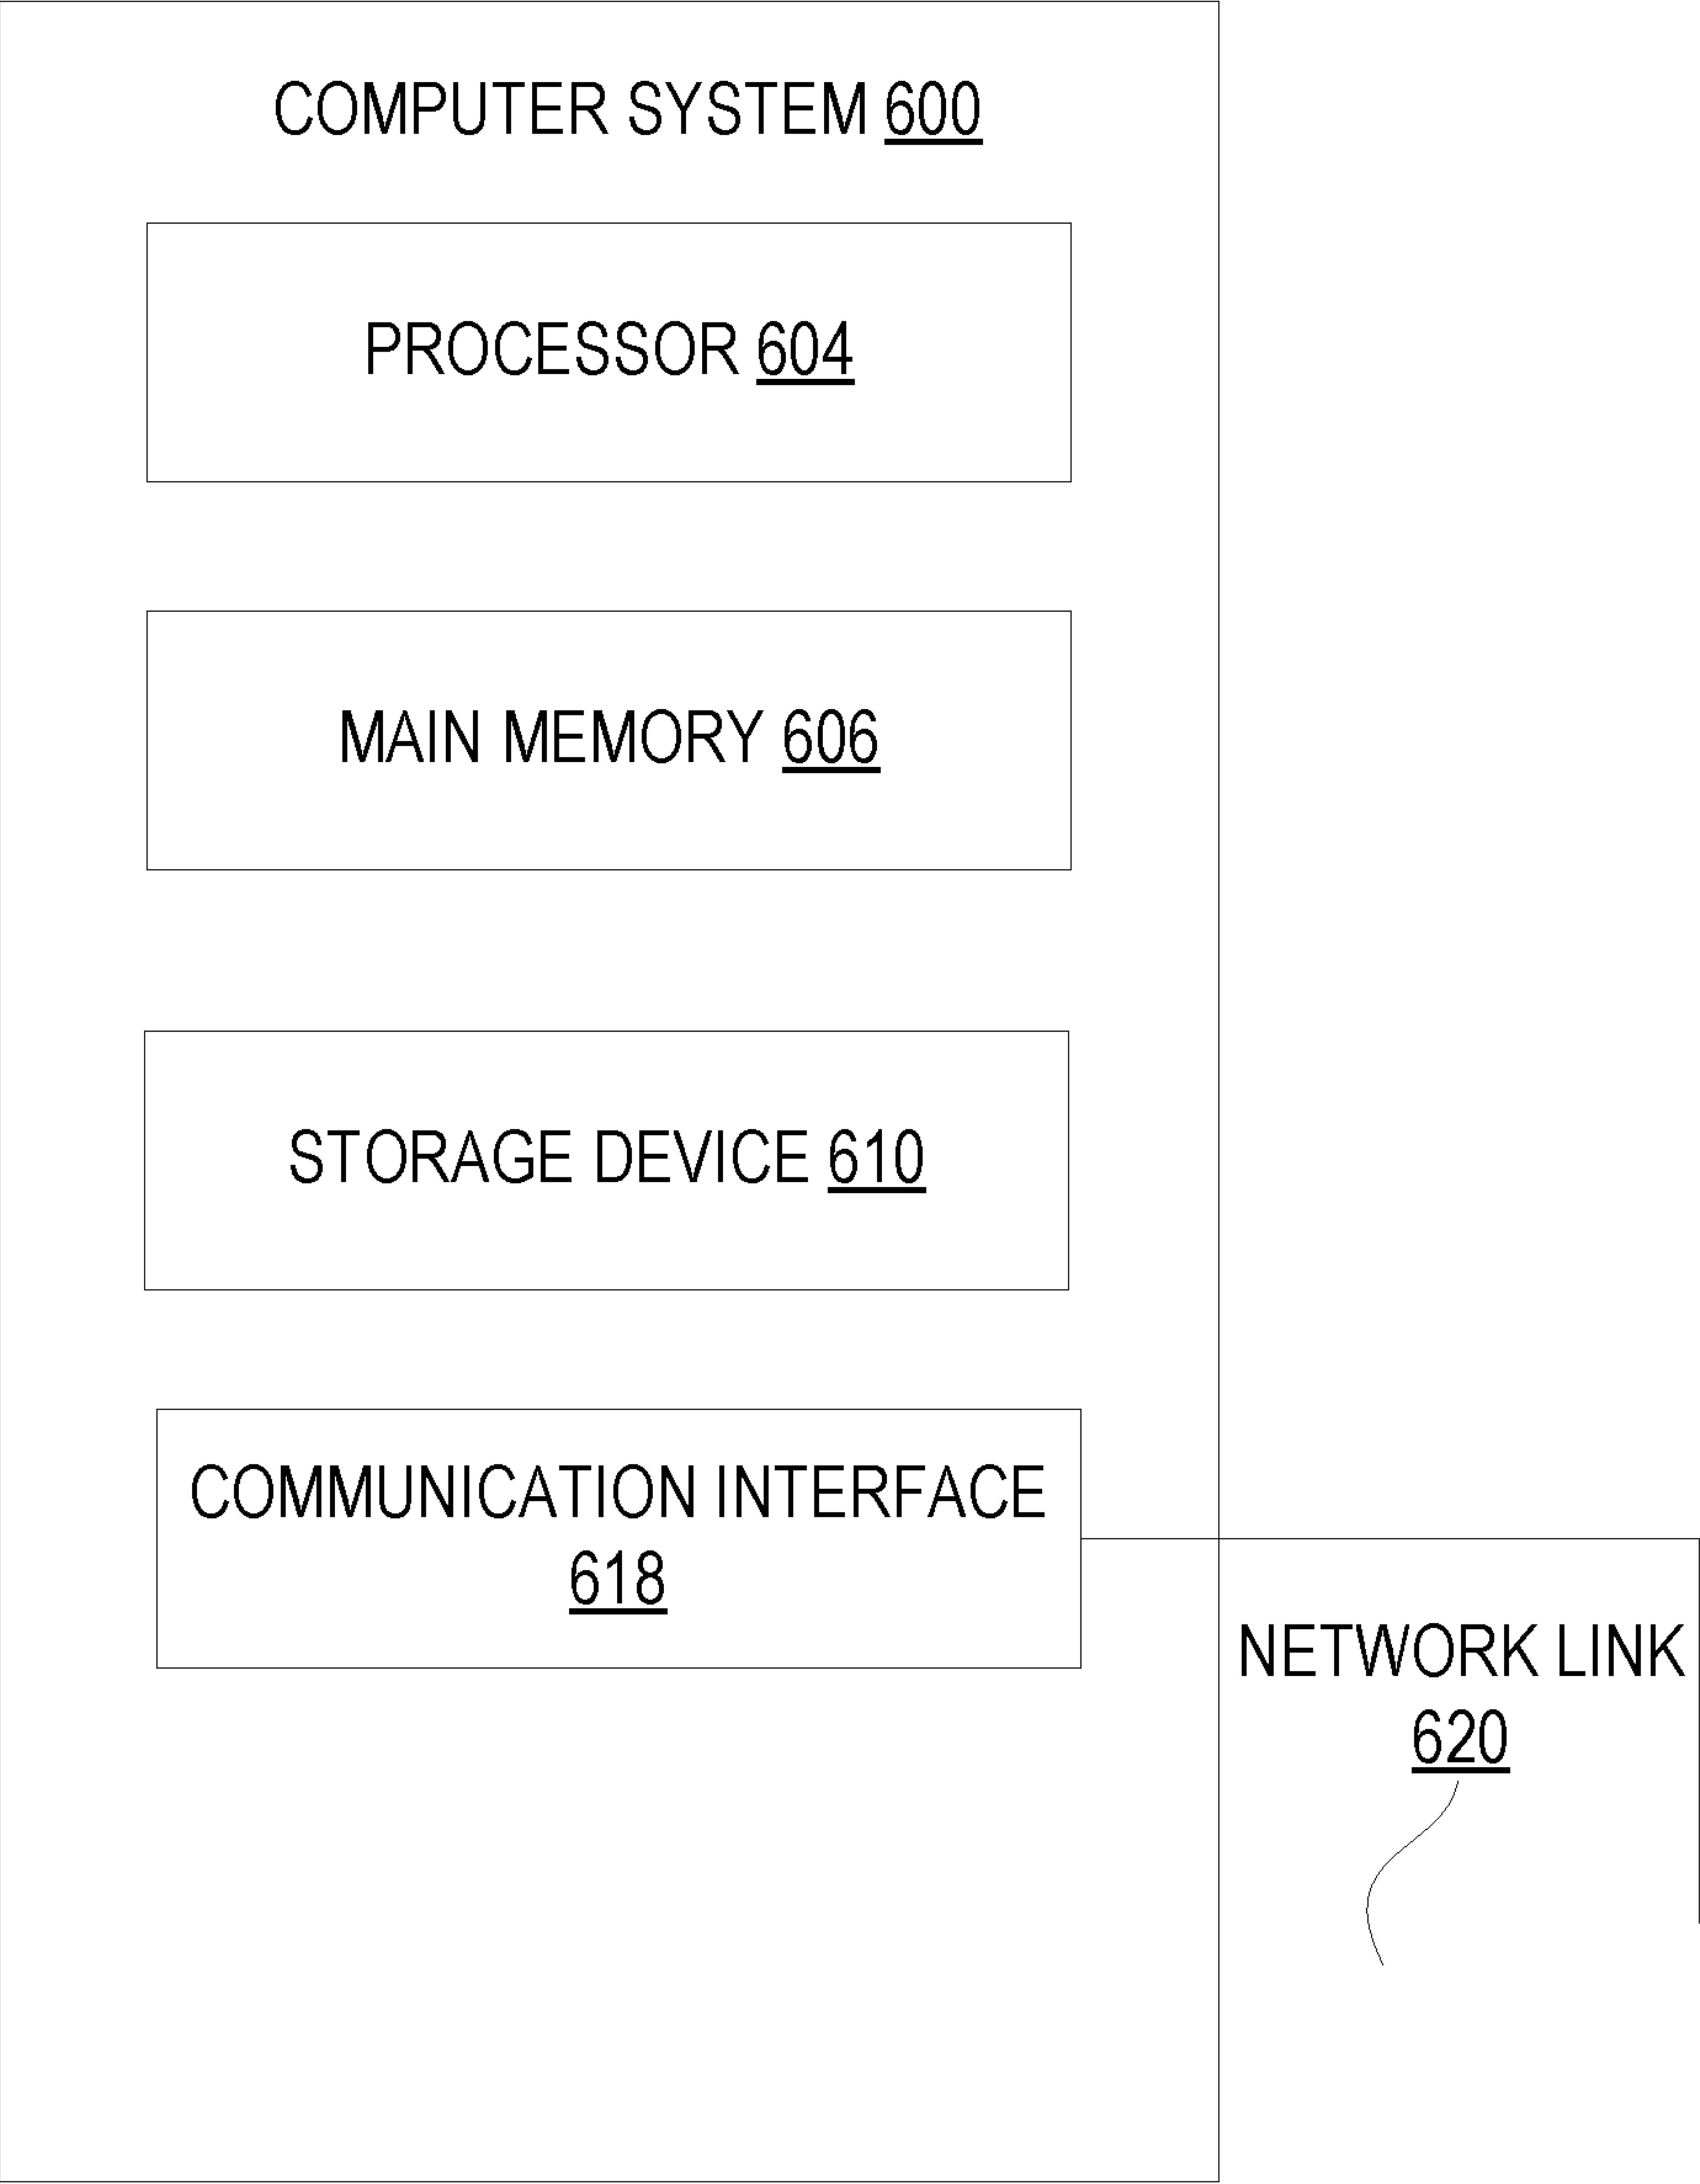 COMPUTER SYSTEM 600
PROCESSOR 604
MAIN MEMORY 606
STORAGE DEVICE 610
COMMUNICATION INTERFACE
618
NETWORK LINK
620